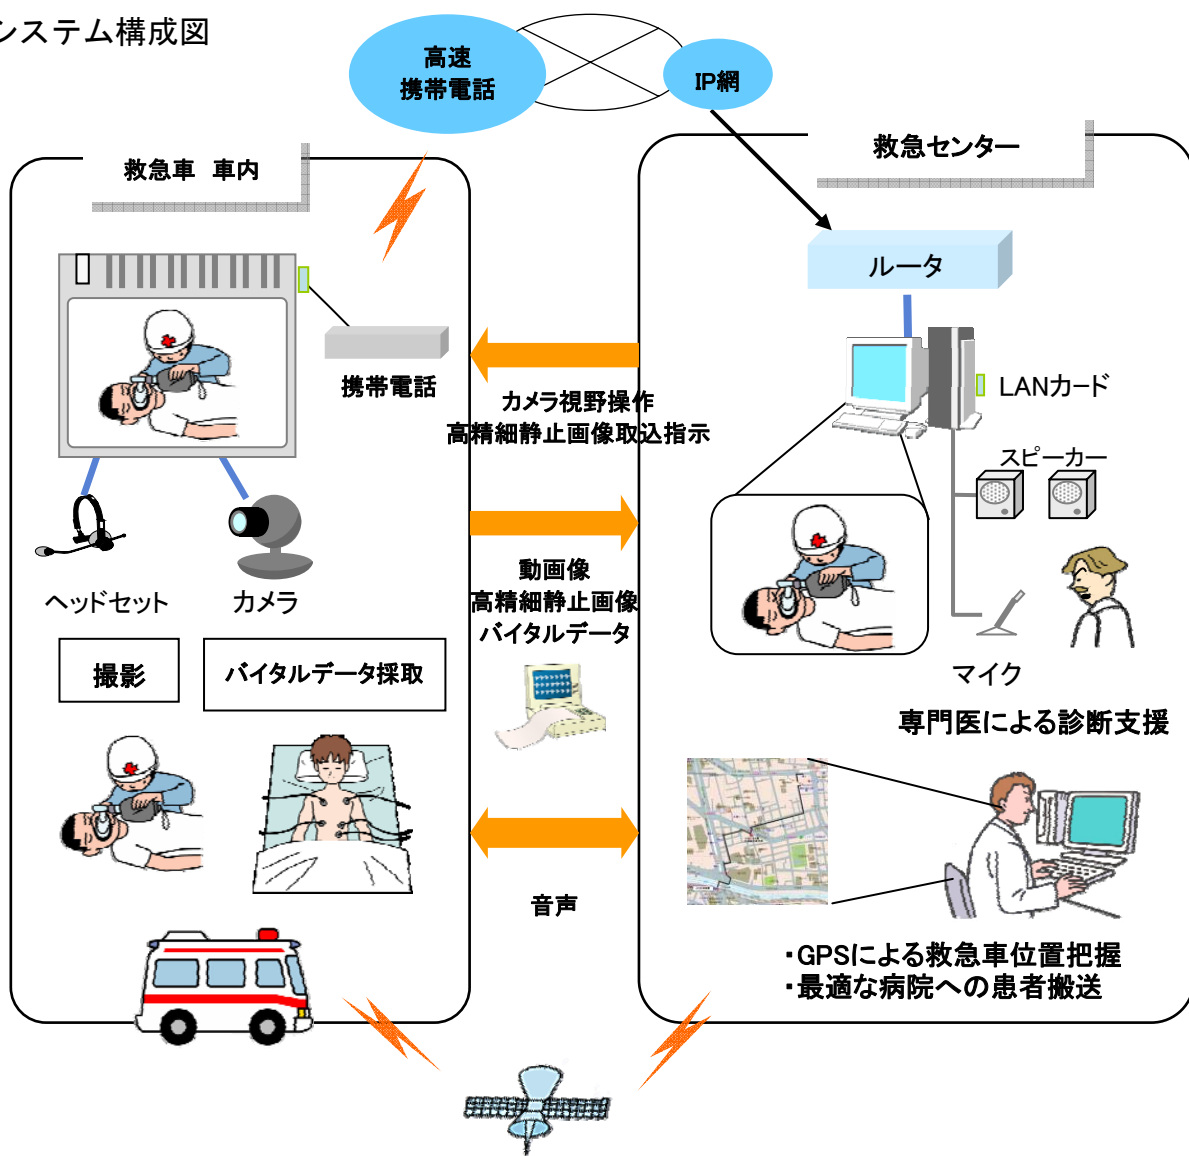 システム構成図
高速
携帯電話
IP網
救急車 車内
救急センター
ルータ
携帯電話
LANカード
カメラ視野操作
高精細静止画像取込指示
スピーカー
動画像
高精細静止画像
バイタルデータ
ヘッドセット
カメラ
撮影
バイタルデータ採取
マイク
専門医による診断支援
音声
・GPSによる救急車位置把握
・最適な病院への患者搬送